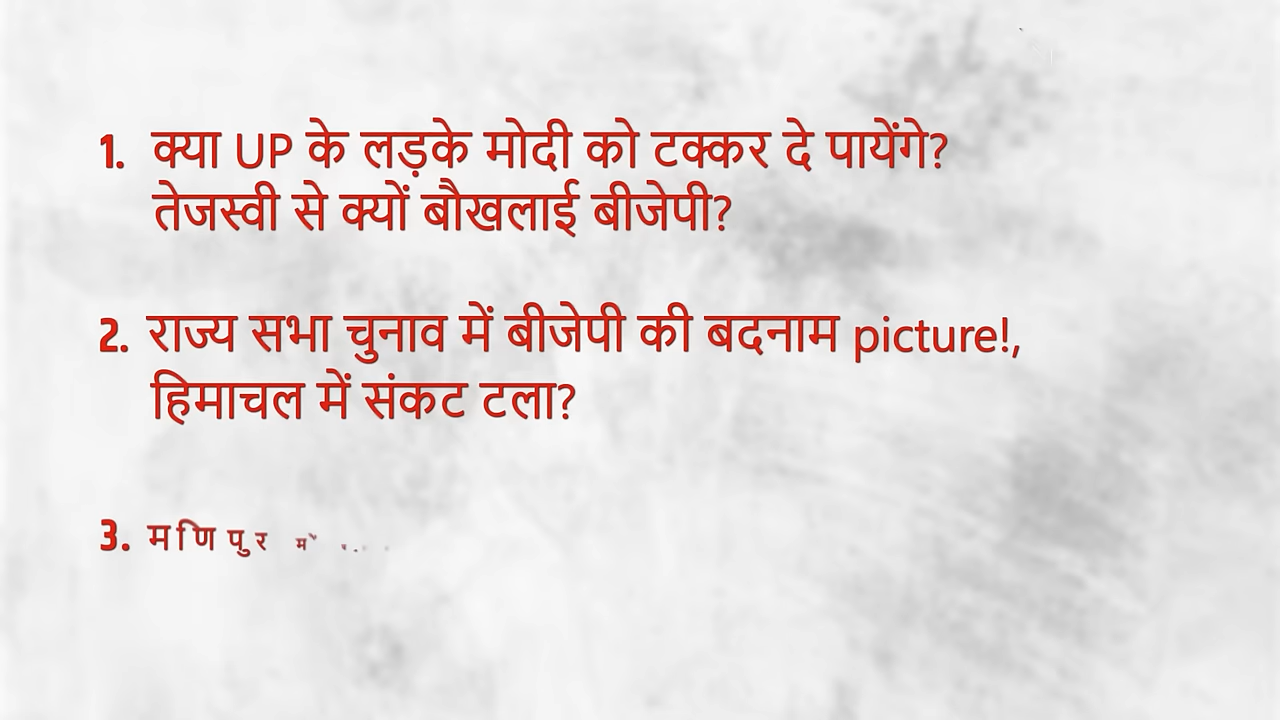 1. क्या UP के लड़के मोदी को टक्कर दे पायेंगे?
तेजस्वी से क्यों बौखलाई बीजेपी?
2. राज्य सभा चुनाव में बीजेपी की बदनाम picture!,
हिमाचल में संकट टला?
3. मणिपुर में